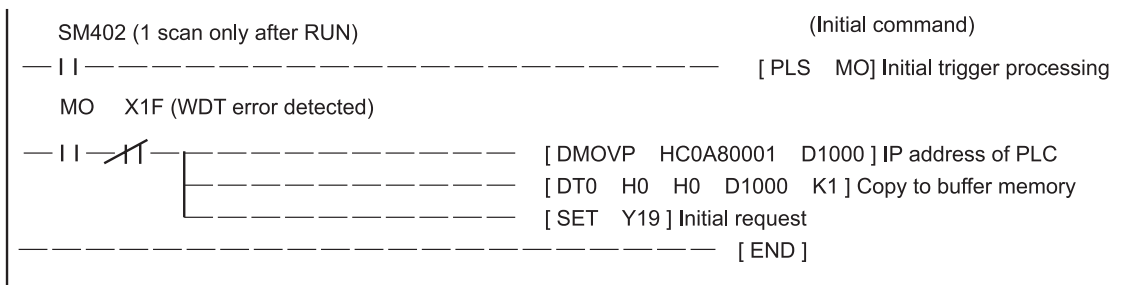 (Initial command)
SM402 (1 scan only after RUN)
[ PLS MO] Initial trigger processing
MO X1F (WDT error detected)
[ DMOVP HC0A80001 D1000 ] IP address of PLC
[ DT0 H0 H0 D1000 K1 ] Copy to buffer memory
[ SET Y19 ] Initial request
[ END ]